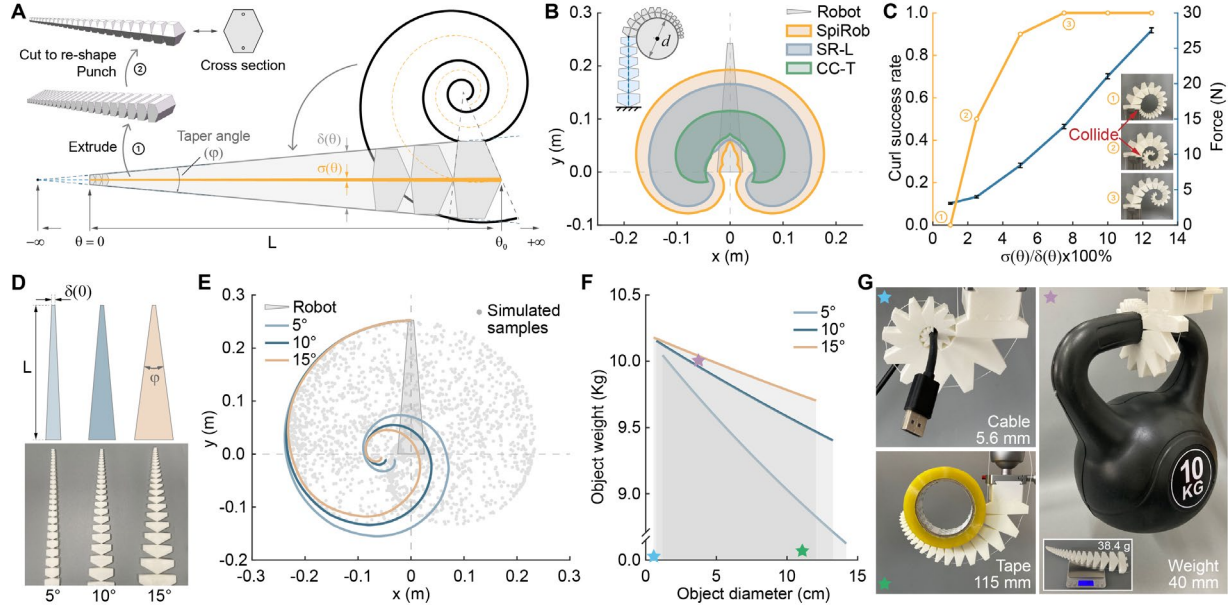 A
Cut to re-shape
Punch
②
Cross section
Extrude
①
Taper angle
(φ)
δ(θ)
σ(θ)
−∞
θ = 0
L
θ₀
+∞
B
0.3
0.2
0.1
0.0
-0.1
y (m)
-0.2
-0.1
0
0.1
0.2
x (m)
d
Robot
SpiRob
SR-L
CC-T
C
1.0
0.8
0.6
0.4
0.2
0.0
Curl success rate
0
2
4
6
8
10
12
14
σ(θ)/δ(θ)x100%
30
25
20
15
10
5
0
Force (N)
①
②
③
①
Collide
②
③
D
δ(0)
L
φ
5°
10°
15°
E
0.3
0.2
0.1
0.0
-0.1
-0.2
y (m)
-0.3
-0.2
-0.1
0
0.1
0.2
0.3
x (m)
Robot
5°
10°
15°
Simulated
samples
F
10.5
10.0
9.5
9.0
0.0
Object weight (Kg)
0
5
10
15
Object diameter (cm)
5°
10°
15°
G
Cable
5.6 mm
Tape
115 mm
10
KG
38.4 g
Weight
40 mm